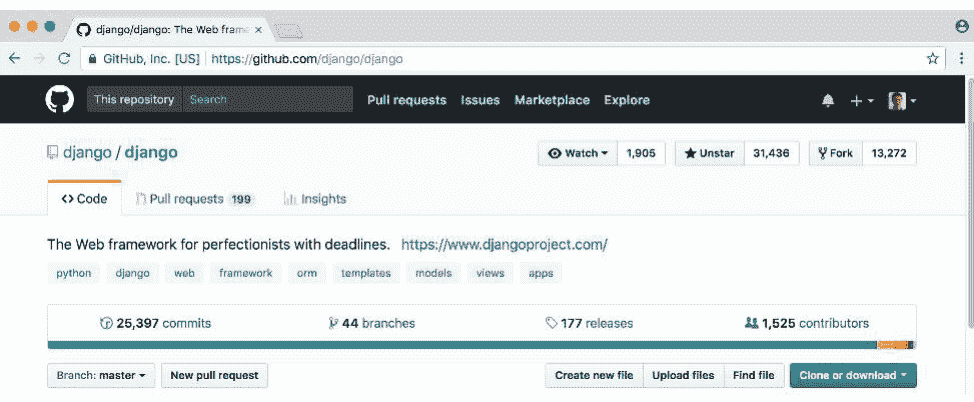 django/django: The Web frame
GitHub, Inc. [US] https://github.com/django/django
This repository Search Pull requests Issues Marketplace Explore
django / django Watch 1,905 Unstar 31,436 Fork 13,272
Code Pull requests 199 Insights
The Web framework for perfectionists with deadlines. https://www.djangoproject.com/
python django web framework orm templates models views apps
25,397 commits 44 branches 177 releases 1,525 contributors
Branch: master New pull request Create new file Upload files Find file Clone or download